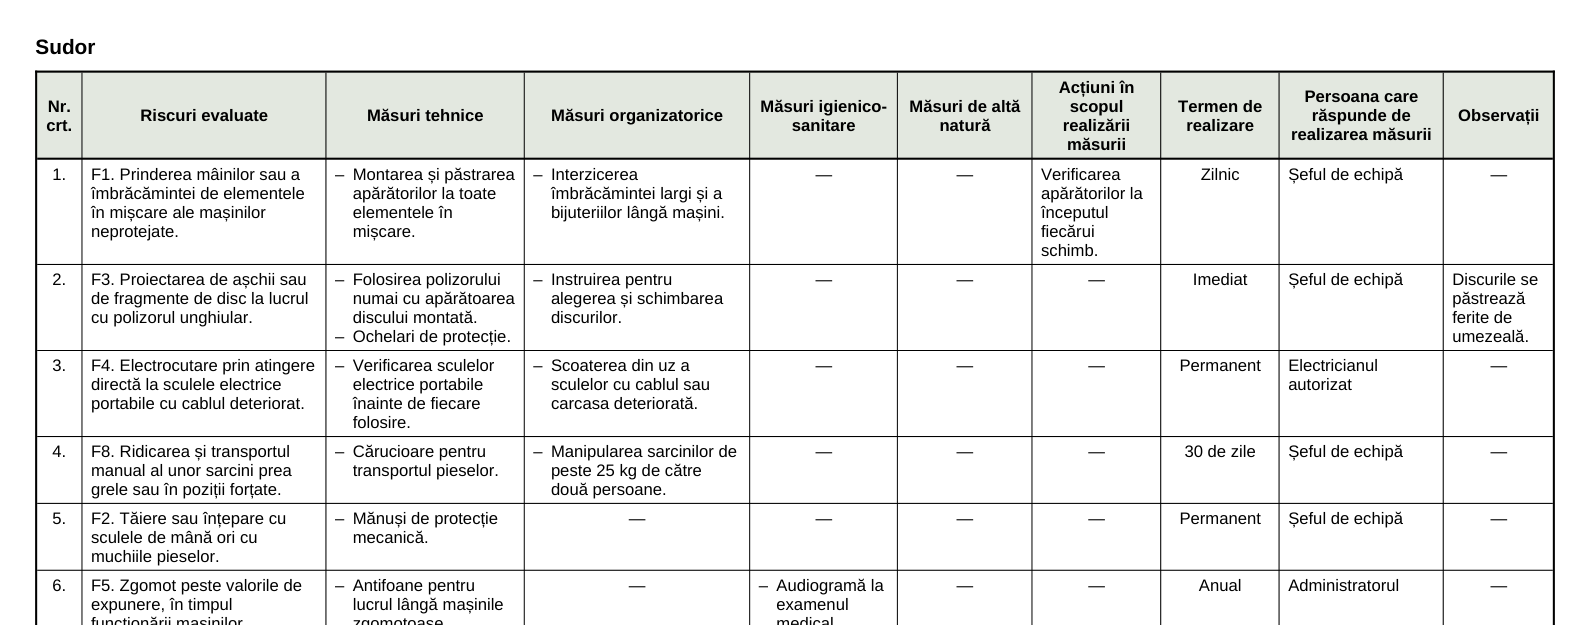 Sudor
Nr. crt. | Riscuri evaluate | Măsuri tehnice | Măsuri organizatorice | Măsuri igienico-sanitare | Măsuri de altă natură | Acțiuni în scopul realizării măsurii | Termen de realizare | Persoana care răspunde de realizarea măsurii | Observații
1. | F1. Prinderea mâinilor sau a îmbrăcămintei de elementele în mișcare ale mașinilor neprotejate. | – Montarea și păstrarea apărătorilor la toate elementele în mișcare. | – Interzicerea îmbrăcămintei largi și a bijuteriilor lângă mașini. | — | — | Verificarea apărătorilor la începutul fiecărui schimb. | Zilnic | Șeful de echipă | —
2. | F3. Proiectarea de așchii sau de fragmente de disc la lucrul cu polizorul unghiular. | – Folosirea polizorului numai cu apărătoarea discului montată. – Ochelari de protecție. | – Instruirea pentru alegerea și schimbarea discurilor. | — | — | — | Imediat | Șeful de echipă | Discurile se păstrează ferite de umezeală.
3. | F4. Electrocutare prin atingere directă la sculele electrice portabile cu cablul deteriorat. | – Verificarea sculelor electrice portabile înainte de fiecare folosire. | – Scoaterea din uz a sculelor cu cablul sau carcasa deteriorată. | — | — | — | Permanent | Electricianul autorizat | —
4. | F8. Ridicarea și transportul manual al unor sarcini prea grele sau în poziții forțate. | – Cărucioare pentru transportul pieselor. | – Manipularea sarcinilor de peste 25 kg de către două persoane. | — | — | — | 30 de zile | Șeful de echipă | —
5. | F2. Tăiere sau înțepare cu sculele de mână ori cu muchiile pieselor. | – Mănuși de protecție mecanică. | — | — | — | — | Permanent | Șeful de echipă | —
6. | F5. Zgomot peste valorile de expunere, în timpul funcționării mașinilor | – Antifoane pentru lucrul lângă mașinile zgomotoase | — | – Audiogramă la examenul medical | — | — | Anual | Administratorul | —